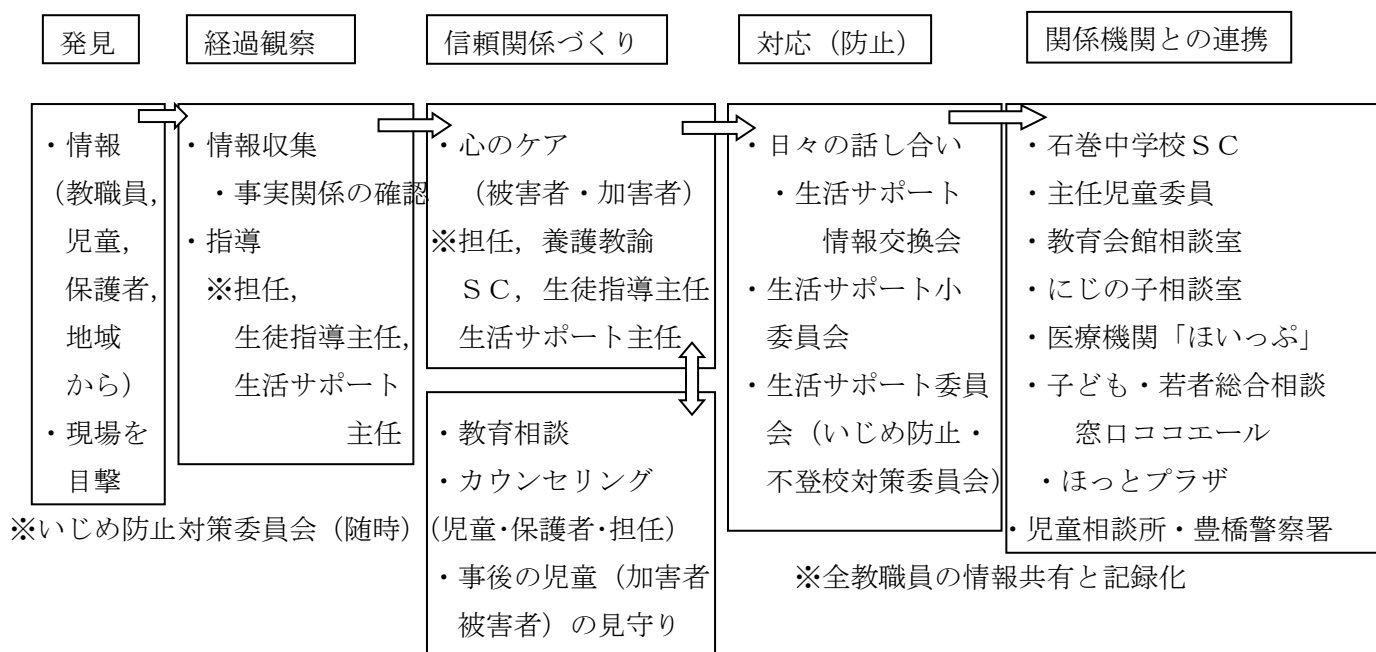 発見
経過観察
信頼関係づくり
対応（防止）
関係機関との連携
・情報
（教職員，
児童，
保護者，
地域
から）
・現場を
目撃
・情報収集
・事実関係の確認
・指導
※担任，
生徒指導主任，
生活サポート
主任
・心のケア
（被害者・加害者）
※担任，養護教諭
ＳＣ，生徒指導主任
生活サポート主任
・教育相談
・カウンセリング
（児童・保護者・担任）
・事後の児童（加害者
被害者）の見守り
・日々の話し合い
・生活サポート
情報交換会
・生活サポート小
委員会
・生活サポート委員
会（いじめ防止・
不登校対策委員会）
・石巻中学校ＳＣ
・主任児童委員
・教育会館相談室
・にじの子相談室
・医療機関「ほいっぷ」
・子ども・若者総合相談
窓口ココエール
・ほっとプラザ
・児童相談所・豊橋警察署
※いじめ防止対策委員会（随時）
※全教職員の情報共有と記録化